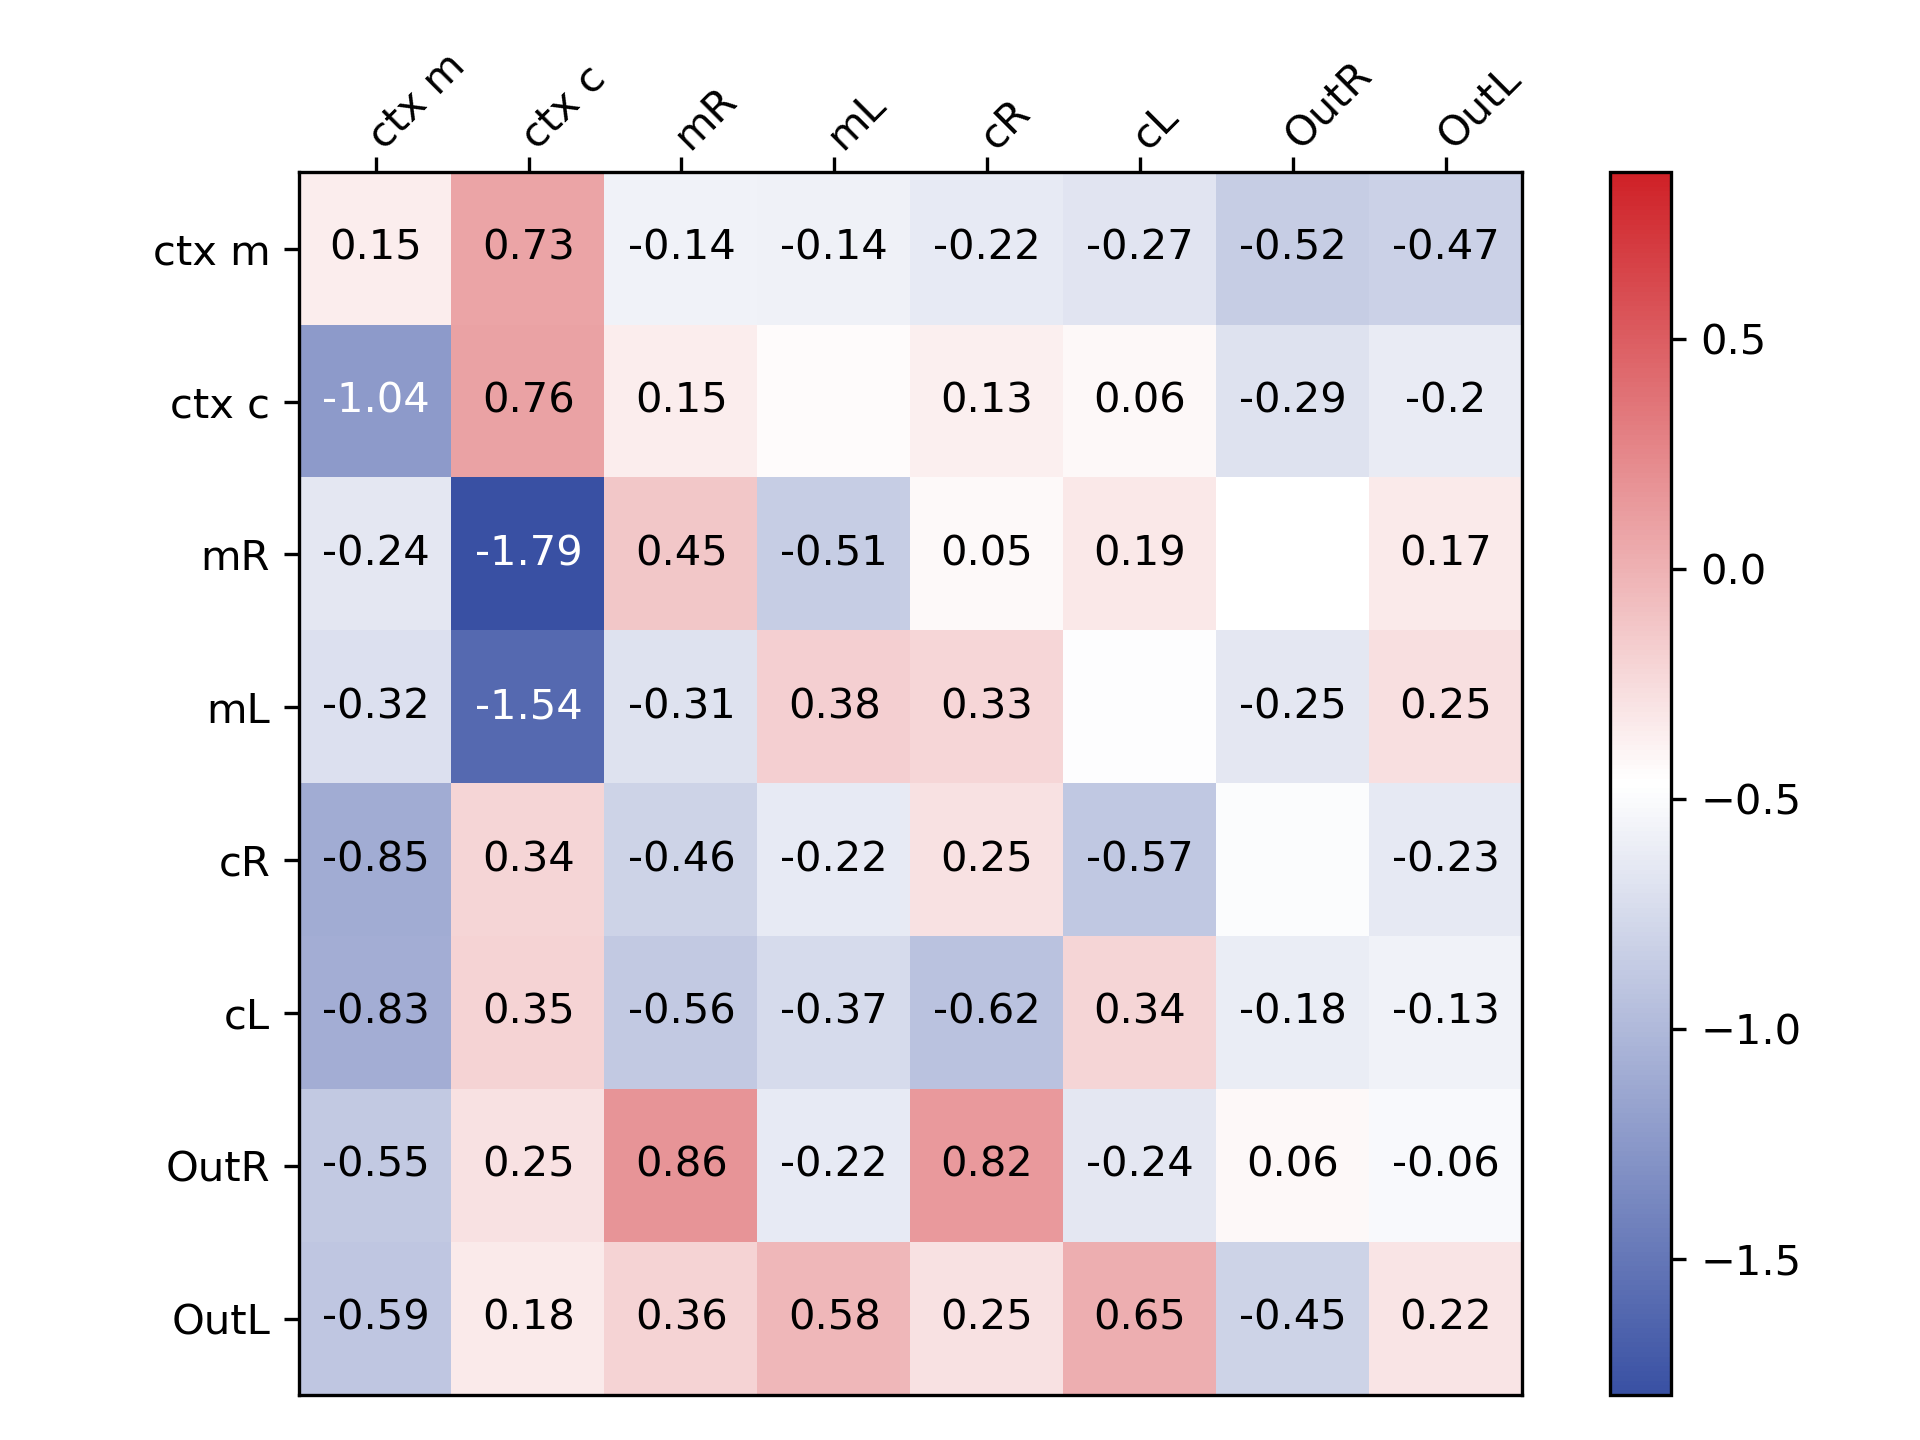 ctx m ctx c mR mL cR cL OutR OutL
ctx m 0.15 0.73 -0.14 -0.14 -0.22 -0.27 -0.52 -0.47
ctx c -1.04 0.76 0.15 0.13 0.06 -0.29 -0.2
mR -0.24 -1.79 0.45 -0.51 0.05 0.19 0.17
mL -0.32 -1.54 -0.31 0.38 0.33 -0.25 0.25
cR -0.85 0.34 -0.46 -0.22 0.25 -0.57 -0.23
cL -0.83 0.35 -0.56 -0.37 -0.62 0.34 -0.18 -0.13
OutR -0.55 0.25 0.86 -0.22 0.82 -0.24 0.06 -0.06
OutL -0.59 0.18 0.36 0.58 0.25 0.65 -0.45 0.22
0.5
0.0
−0.5
−1.0
−1.5